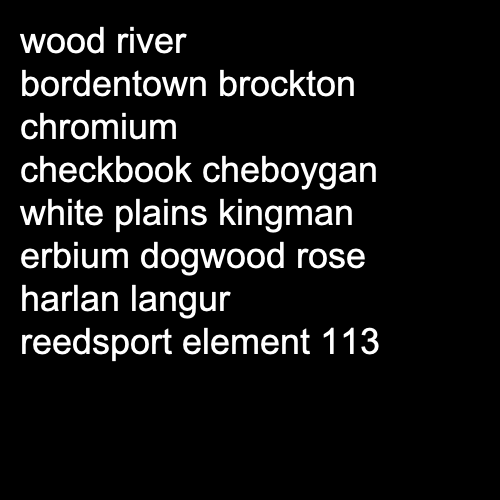 wood river
bordentown brockton
chromium
checkbook cheboygan
white plains kingman
erbium dogwood rose
harlan langur
reedsport element 113